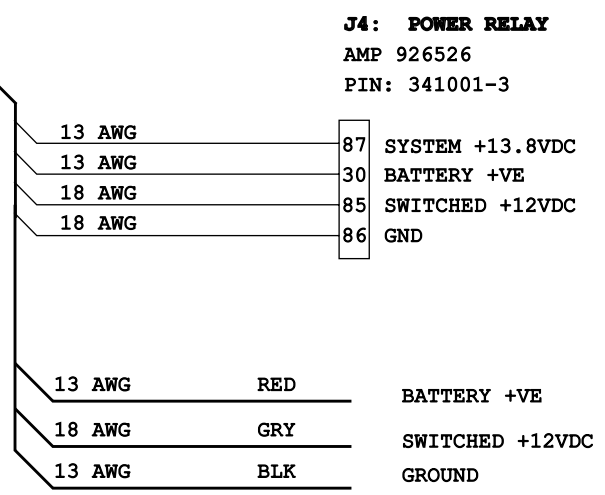 J4: POWER RELAY
AMP 926526
PIN: 341001-3
13 AWG 87 SYSTEM +13.8VDC
13 AWG 30 BATTERY +VE
18 AWG 85 SWITCHED +12VDC
18 AWG 86 GND
13 AWG RED BATTERY +VE
18 AWG GRY SWITCHED +12VDC
13 AWG BLK GROUND